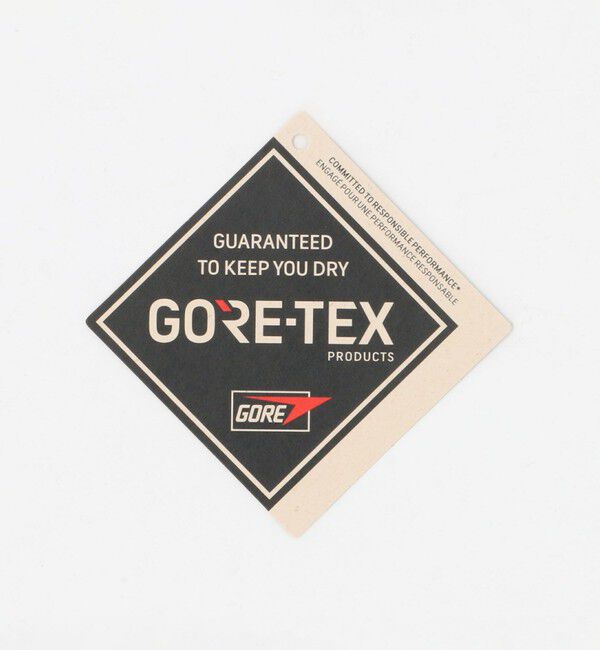 COMMITTED TO RESPONSIBLE PERFORMANCE*
ENGAGÉ POUR UNE PERFORMANCE RESPONSABLE
GUARANTEED
TO KEEP YOU DRY
GORE-TEX
PRODUCTS
GORE